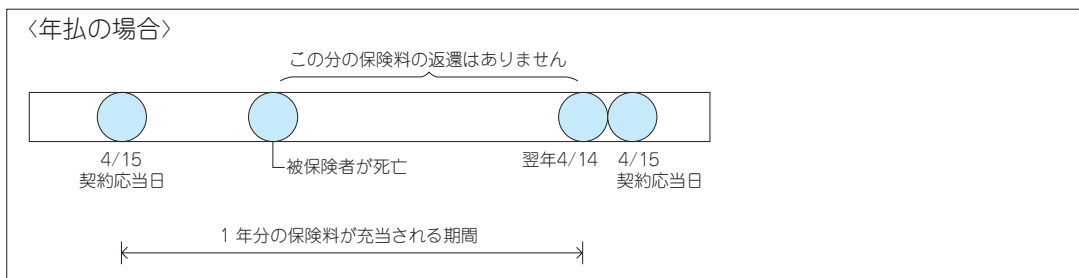 〈年払の場合〉
この分の保険料の返還はありません
4/15
契約応当日
被保険者が死亡
翌年4/14
4/15
契約応当日
1年分の保険料が充当される期間